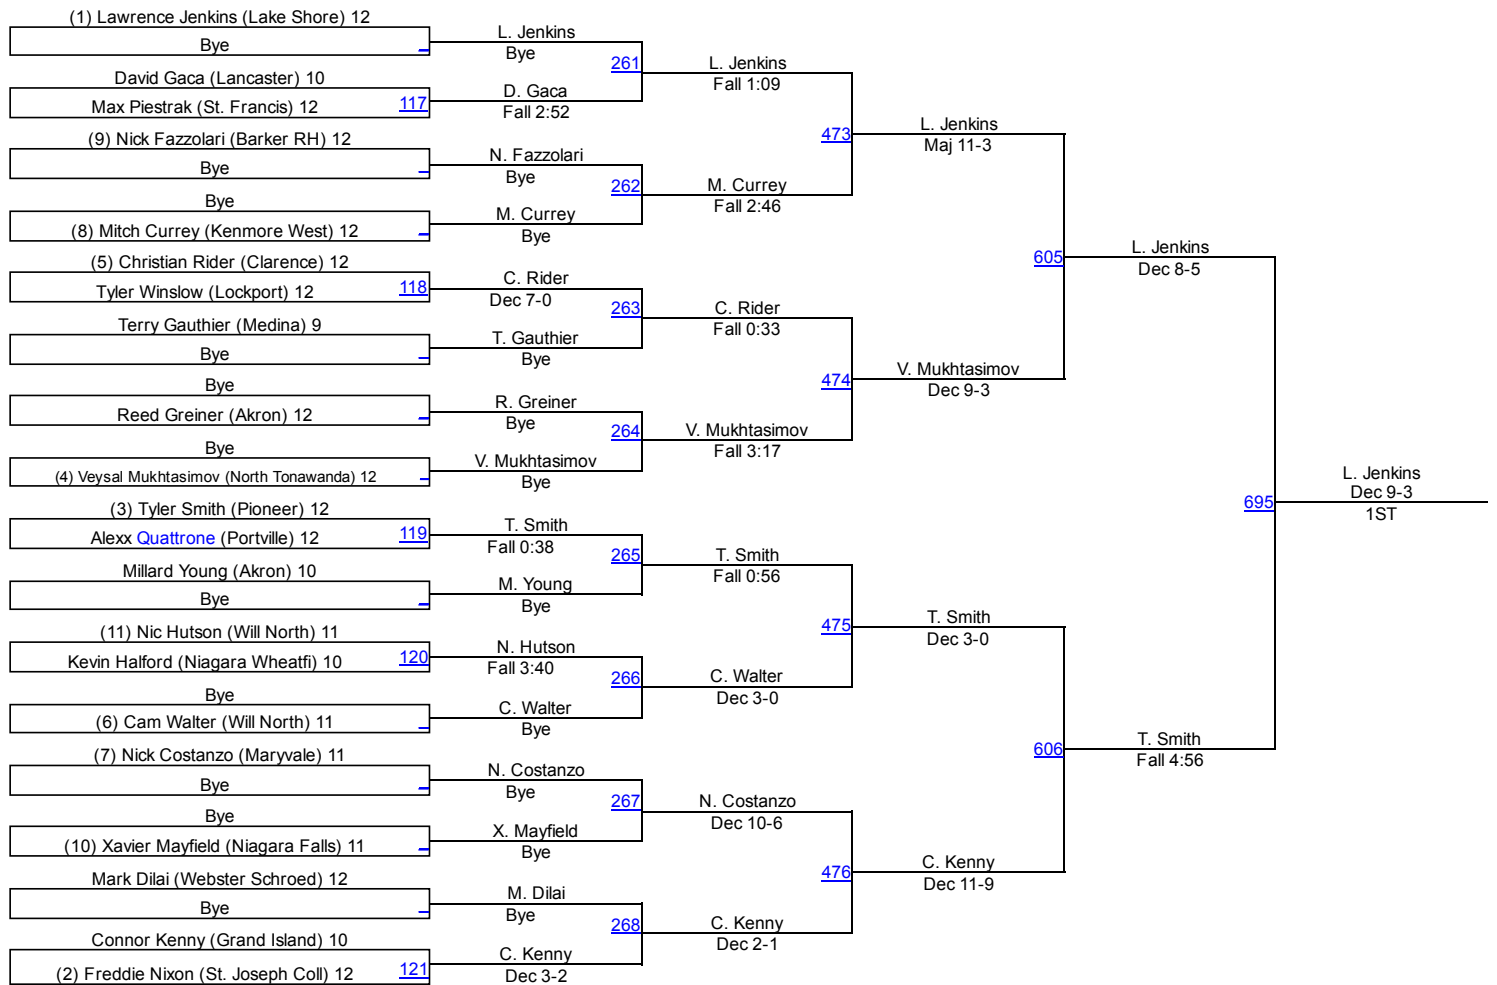 (1) Lawrence Jenkins (Lake Shore) 12
Bye
L. Jenkins
Bye
261
David Gaca (Lancaster) 10
Max Piestrak (St. Francis) 12
117
D. Gaca
Fall 2:52
L. Jenkins
Fall 1:09
473
(9) Nick Fazzolari (Barker RH) 12
Bye
N. Fazzolari
Bye
262
Bye
(8) Mitch Currey (Kenmore West) 12
M. Currey
Bye
M. Currey
Fall 2:46
L. Jenkins
Maj 11-3
605
(5) Christian Rider (Clarence) 12
Tyler Winslow (Lockport) 12
118
C. Rider
Dec 7-0
263
Terry Gauthier (Medina) 9
Bye
T. Gauthier
Bye
C. Rider
Fall 0:33
474
Bye
Reed Greiner (Akron) 12
R. Greiner
Bye
264
Bye
(4) Veysal Mukhtasimov (North Tonawanda) 12
V. Mukhtasimov
Bye
V. Mukhtasimov
Fall 3:17
V. Mukhtasimov
Dec 9-3
L. Jenkins
Dec 8-5
695
(3) Tyler Smith (Pioneer) 12
Alexx Quattrone (Portville) 12
119
T. Smith
Fall 0:38
265
Millard Young (Akron) 10
Bye
M. Young
Bye
T. Smith
Fall 0:56
475
(11) Nic Hutson (Will North) 11
Kevin Halford (Niagara Wheatfi) 10
120
N. Hutson
Fall 3:40
266
Bye
(6) Cam Walter (Will North) 11
C. Walter
Bye
C. Walter
Dec 3-0
T. Smith
Dec 3-0
606
(7) Nick Costanzo (Maryvale) 11
Bye
N. Costanzo
Bye
267
Bye
(10) Xavier Mayfield (Niagara Falls) 11
X. Mayfield
Bye
N. Costanzo
Dec 10-6
476
Mark Dilai (Webster Schroed) 12
Bye
M. Dilai
Bye
268
Connor Kenny (Grand Island) 10
(2) Freddie Nixon (St. Joseph Coll) 12
121
C. Kenny
Dec 3-2
C. Kenny
Dec 2-1
C. Kenny
Dec 11-9
T. Smith
Fall 4:56
L. Jenkins
Dec 9-3
1ST